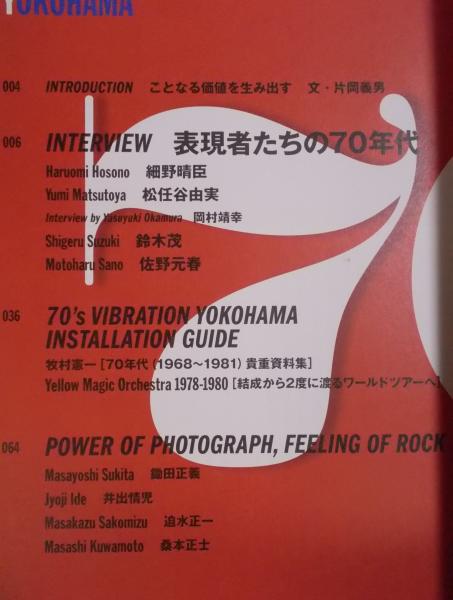 YOKOHAMA
004 INTRODUCTION ことなる価値を生み出す 文・片岡義男
006 INTERVIEW 表現者たちの70年代
Haruomi Hosono 細野晴臣
Yumi Matsutoya 松任谷由実
Interview by Yasuyuki Okamura 岡村靖幸
Shigeru Suzuki 鈴木茂
Motoharu Sano 佐野元春
036 70's VIBRATION YOKOHAMA
INSTALLATION GUIDE
牧村憲一［70年代（1968〜1981）貴重資料集］
Yellow Magic Orchestra 1978-1980［結成から2度に渡るワールドツアーへ］
064 POWER OF PHOTOGRAPH, FEELING OF ROCK
Masayoshi Sukita 鋤田正義
Jyoji Ide 井出情児
Masakazu Sakomizu 迫水正一
Masashi Kuwamoto 桑本正士